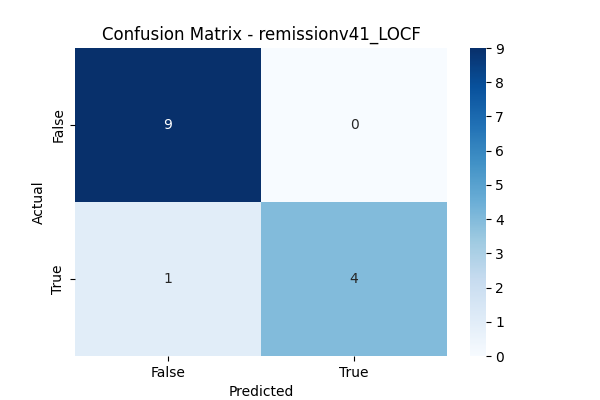 Confusion Matrix - remissionv41_LOCF
Actual
False
True
9
0
1
4
False
True
Predicted
9
8
7
6
5
4
3
2
1
0